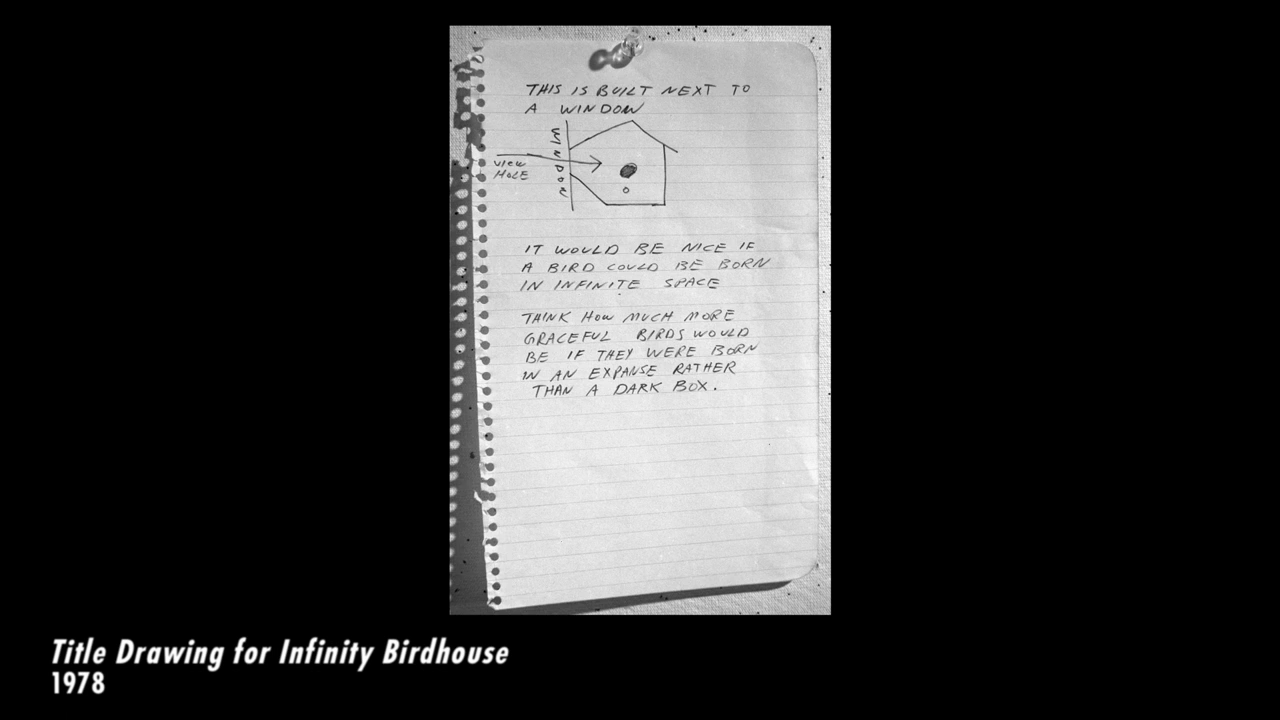 THIS IS BUILT NEXT TO
A WINDOW
WINDOW
VIEW
HOLE
IT WOULD BE NICE IF
A BIRD COULD BE BORN
IN INFINITE SPACE
THINK HOW MUCH MORE
GRACEFUL BIRDS WOULD
BE IF THEY WERE BORN
IN AN EXPANSE RATHER
THAN A DARK BOX.
Title Drawing for Infinity Birdhouse
1978